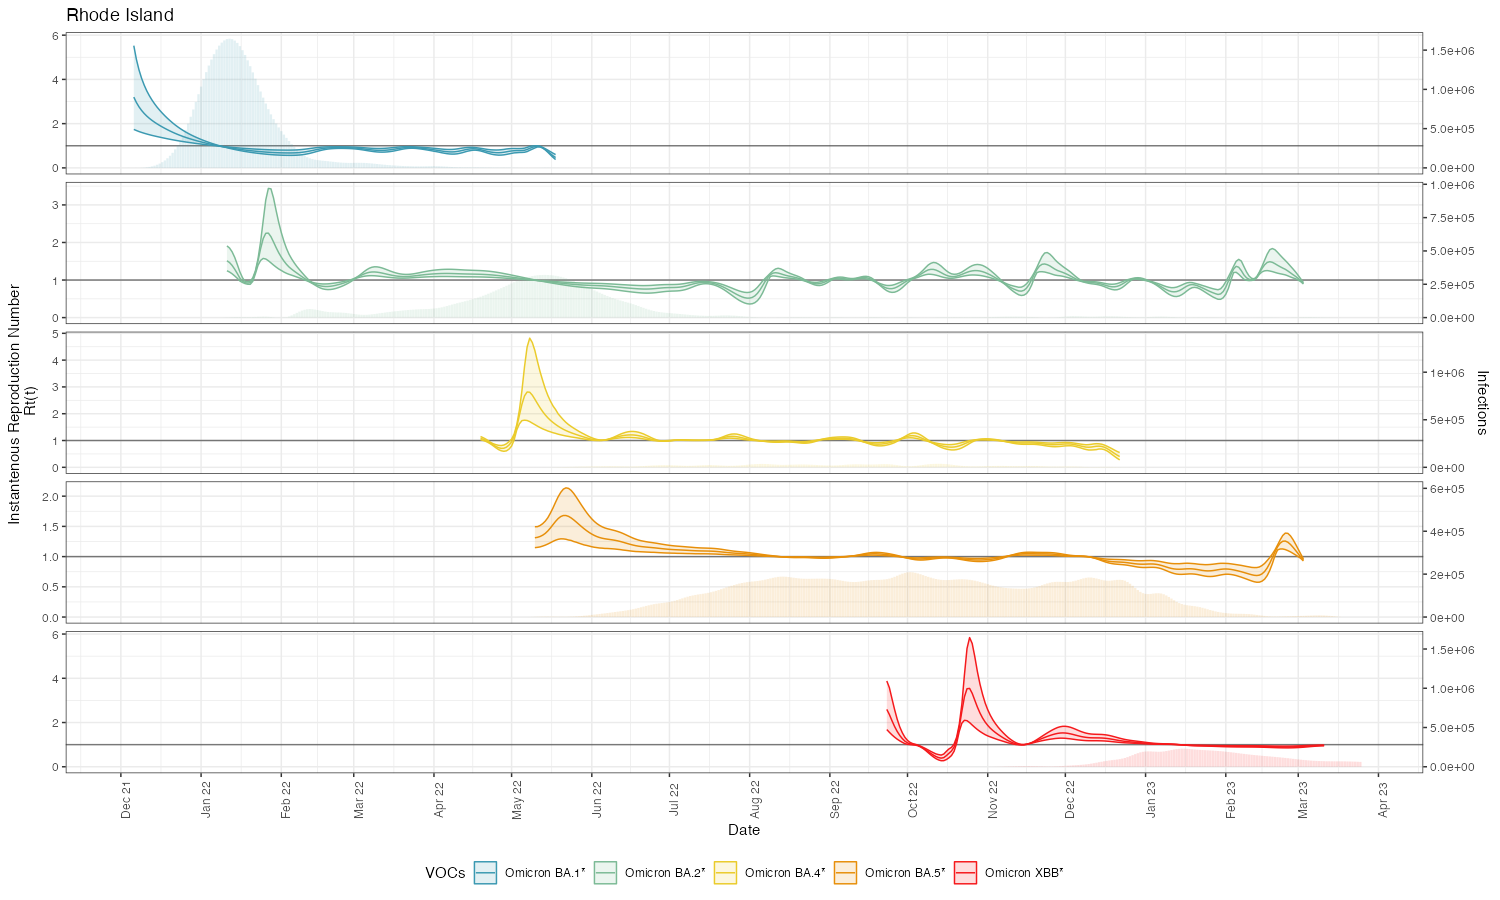 Rhode Island
Instantenous Reproduction Number
Rt(t)
6
4
2
0
1.5e+06
1.0e+06
5.0e+05
0.0e+00
3
2
1
0
1.0e+06
7.5e+05
5.0e+05
2.5e+05
0.0e+00
5
4
3
2
1
0
1e+06
5e+05
0e+00
2.0
1.5
1.0
0.5
0.0
6e+05
4e+05
2e+05
0e+00
6
4
2
0
1.5e+06
1.0e+06
5.0e+05
0.0e+00
Infections
Dec 21
Jan 22
Feb 22
Mar 22
Apr 22
May 22
Jun 22
Jul 22
Aug 22
Sep 22
Oct 22
Nov 22
Dec 22
Jan 23
Feb 23
Mar 23
Apr 23
Date
VOCs Omicron BA.1* Omicron BA.2* Omicron BA.4* Omicron BA.5* Omicron XBB*